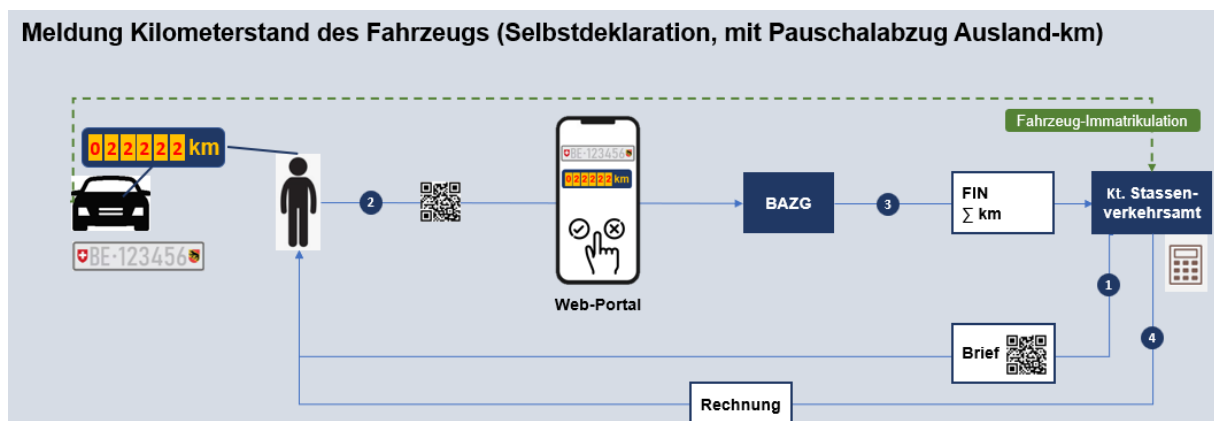 Meldung Kilometerstand des Fahrzeugs (Selbstdeklaration, mit Pauschalabzug Ausland-km)
Fahrzeug-Immatrikulation
022222 km
BE·123456
022222 km
2
BAZG
3
FIN
∑ km
Kt. Stassen-
verkehrsamt
BE·123456
Web-Portal
1
Brief
4
Rechnung